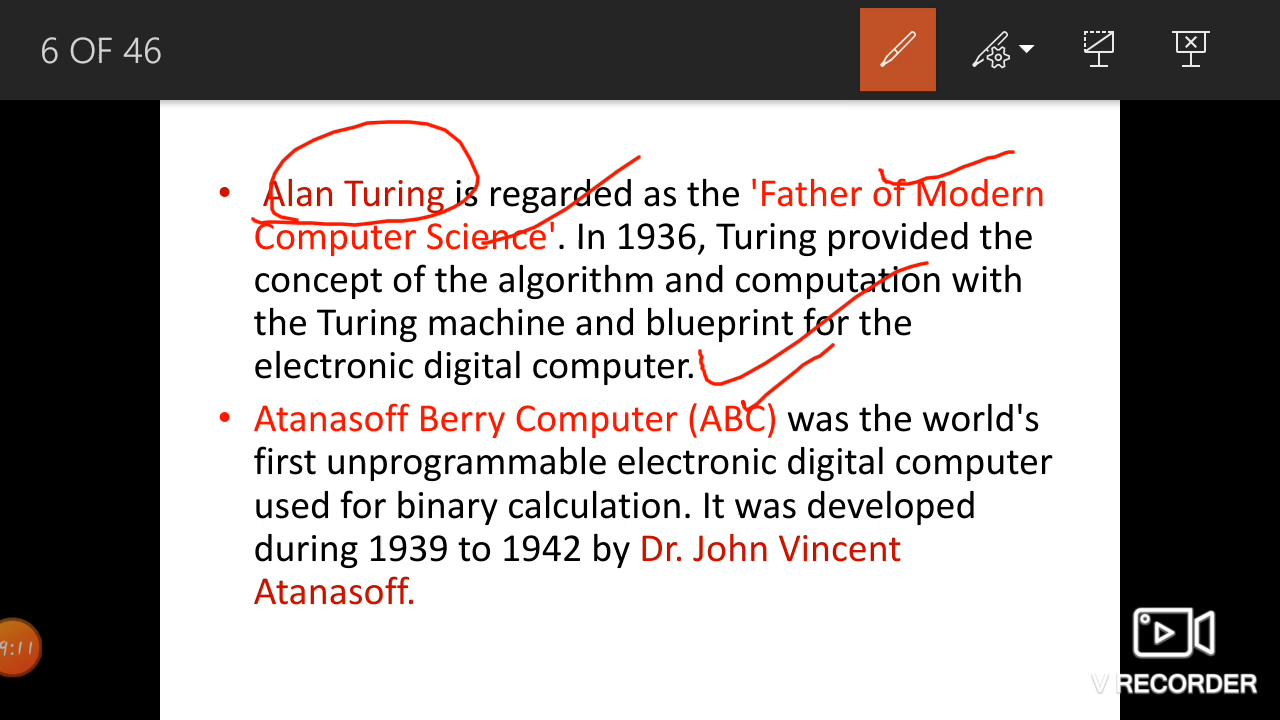 6 OF 46
• Alan Turing is regarded as the 'Father of Modern
Computer Science'. In 1936, Turing provided the
concept of the algorithm and computation with
the Turing machine and blueprint for the
electronic digital computer.
• Atanasoff Berry Computer (ABC) was the world's
first unprogrammable electronic digital computer
used for binary calculation. It was developed
during 1939 to 1942 by Dr. John Vincent
Atanasoff.
9:11
V RECORDER